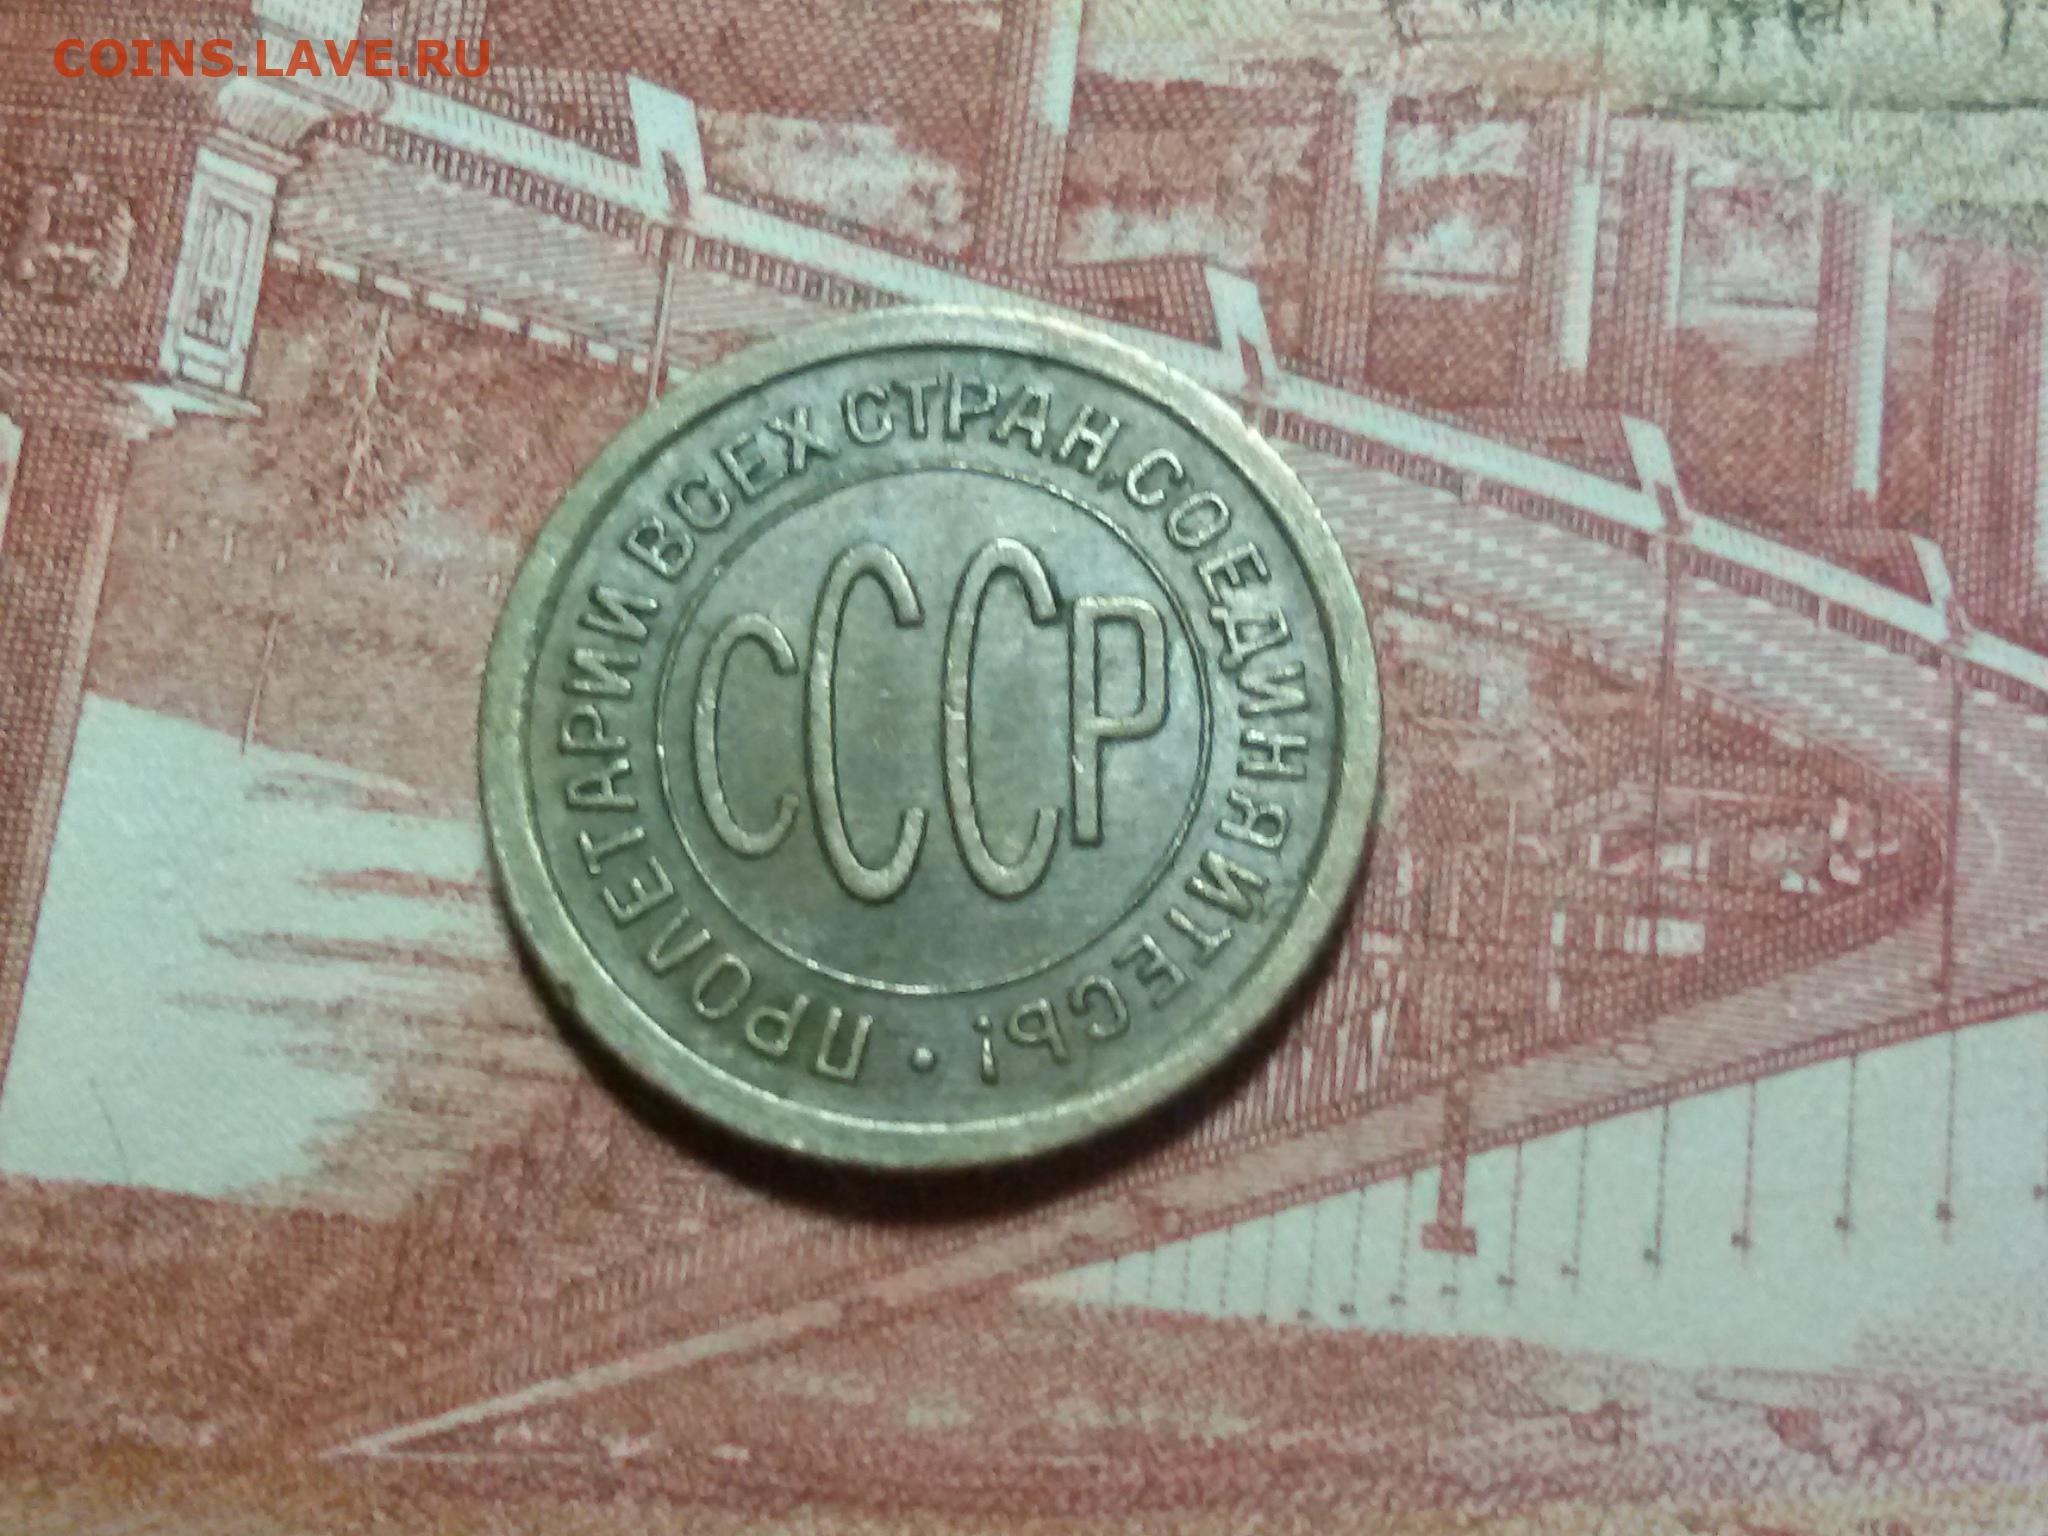 COINS.LAVE.RU
ПРОЛЕТАРИИ ВСЕХ СТРАН, СОЕДИНЯЙТЕСЬ! •
СССР